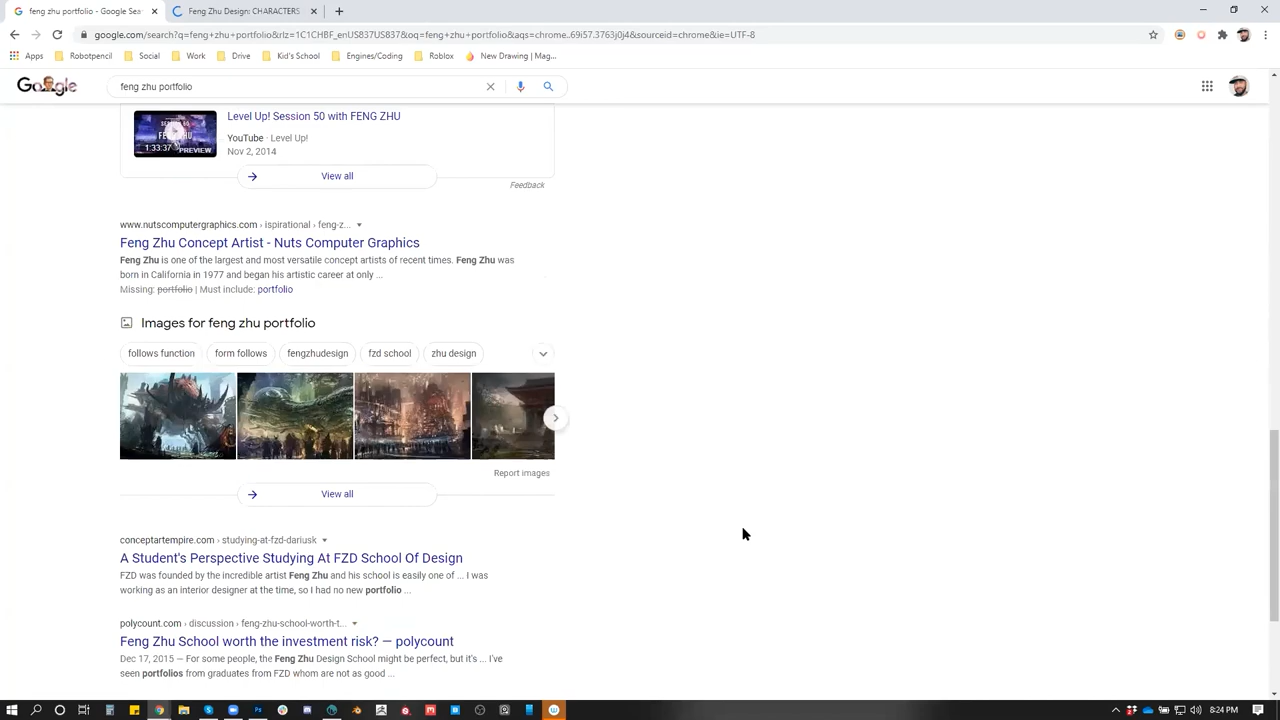 feng zhu portfolio - Google Sea
Feng Zhu Design: CHARACTERS
google.com/search?q=feng+zhu+portfolio&rlz=1C1CHBF_enUS837US837&oq=feng+zhu+portfolio&aqs=chrome..69i57.3763j0j4&sourceid=chrome&ie=UTF-8
Apps Robotpencil Social Work Drive Kid's School Engines/Coding Roblox New Drawing | Mag...
feng zhu portfolio
Level Up! Session 50 with FENG ZHU
YouTube · Level Up!
Nov 2, 2014
1:33:37 PREVIEW
View all
Feedback
www.nutscomputergraphics.com › ispirational › feng-z...
Feng Zhu Concept Artist - Nuts Computer Graphics
Feng Zhu is one of the largest and most versatile concept artists of recent times. Feng Zhu was
born in California in 1977 and began his artistic career at only ...
Missing: portfolio | Must include: portfolio
Images for feng zhu portfolio
follows function form follows fengzhudesign fzd school zhu design
Report images
View all
conceptartempire.com › studying-at-fzd-dariusk
A Student's Perspective Studying At FZD School Of Design
FZD was founded by the incredible artist Feng Zhu and his school is easily one of ... I was
working as an interior designer at the time, so I had no new portfolio ...
polycount.com › discussion › feng-zhu-school-worth-t...
Feng Zhu School worth the investment risk? — polycount
Dec 17, 2015 — For some people, the Feng Zhu Design School might be perfect, but it's ... I've
seen portfolios from graduates from FZD whom are not as good ...
8:24 PM